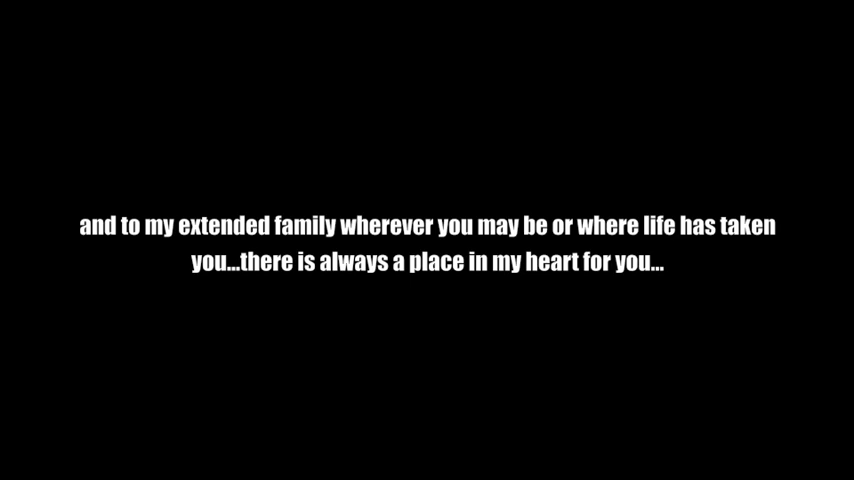 and to my extended family wherever you may be or where life has taken
you...there is always a place in my heart for you...